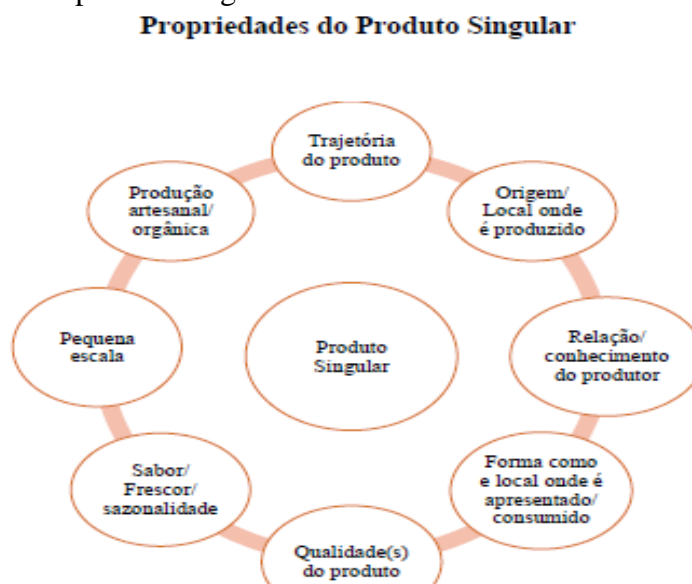 Propriedades do Produto Singular
Trajetória
do produto
Origem/
Local onde
é produzido
Relação/
conhecimento
do produtor
Forma como
e local onde é
apresentado/
consumido
Qualidade(s)
do produto
Sabor/
Frescor/
sazonalidade
Pequena
escala
Produção
artesanal/
orgânica
Produto
Singular